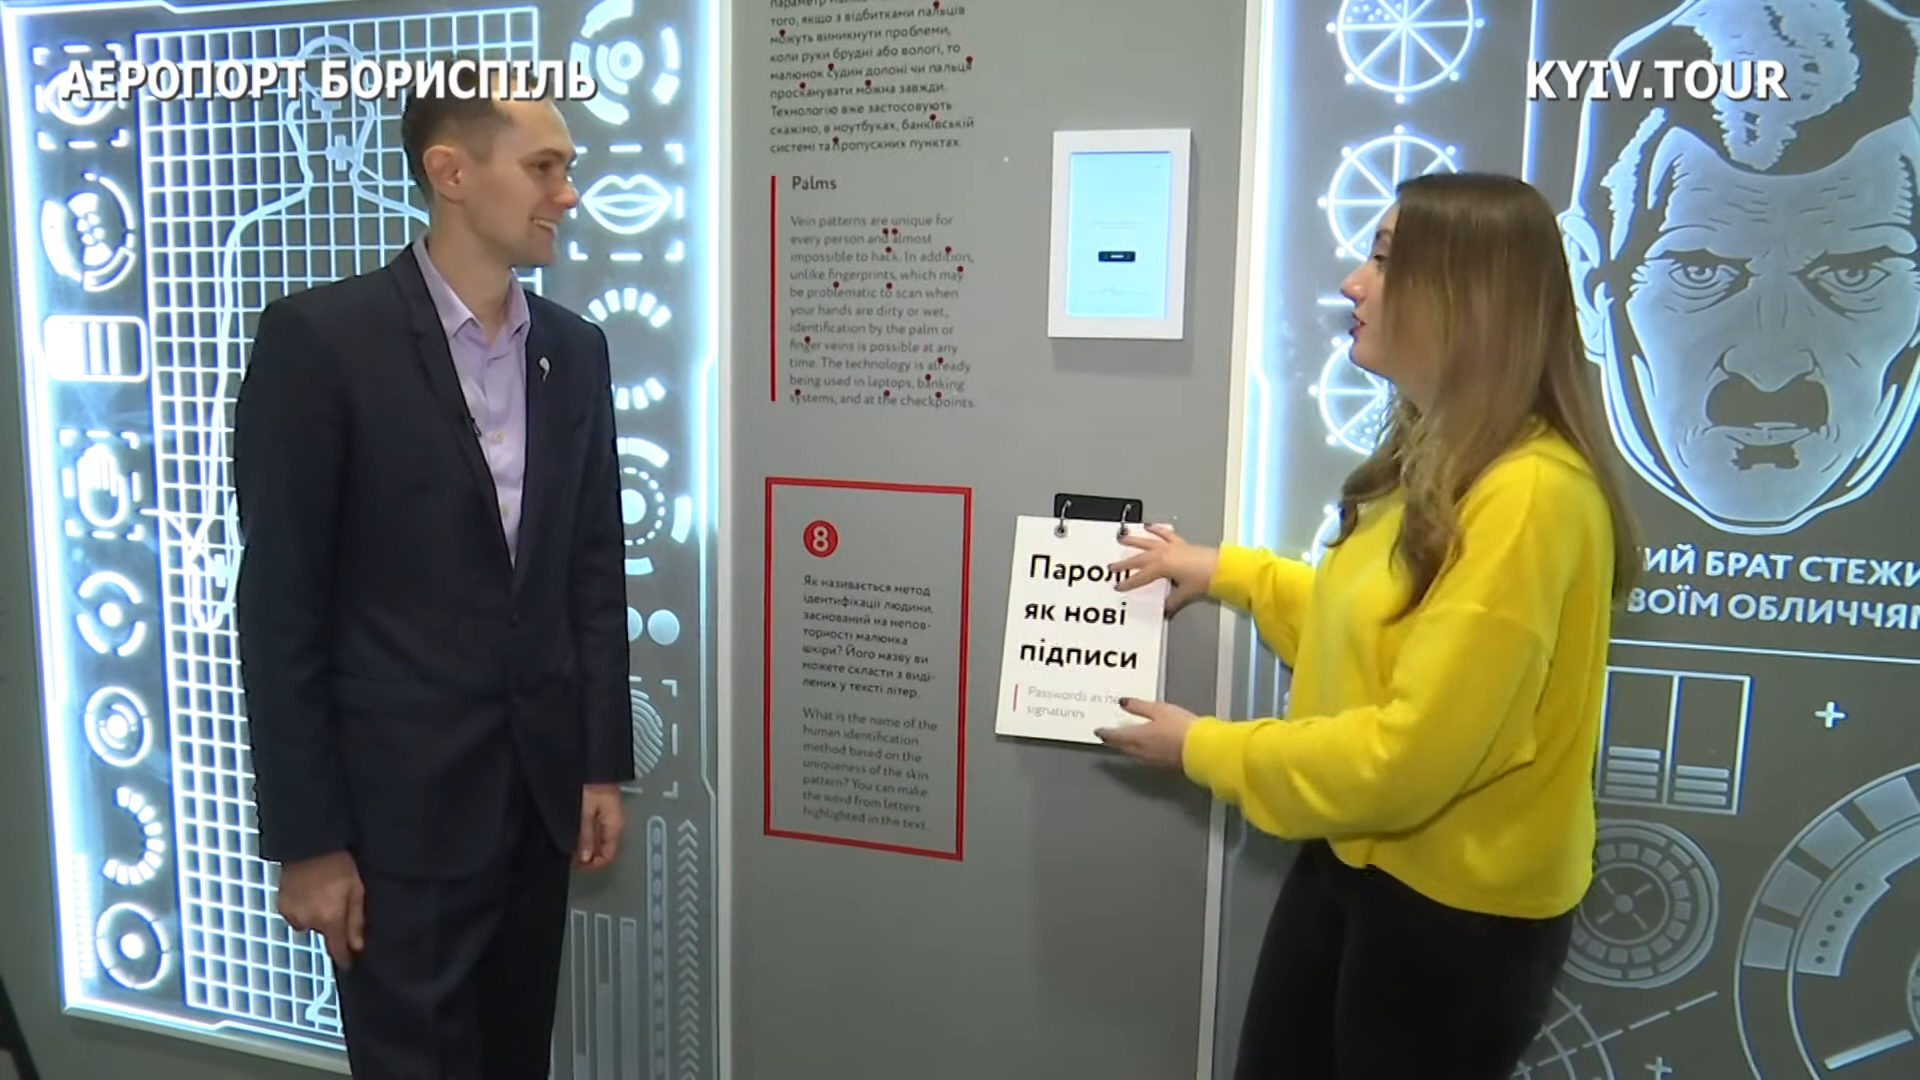 АЕРОПОРТ БОРИСПІЛЬ
KYIV.TOUR
того, якщо з відбитками пальців
можуть виникнути проблеми,
коли руки брудні або вологі, то
малюнок судин долоні чи пальця
просканувати можна завжди.
Технологію вже застосовують
скажімо, в ноутбуках, банківській
системі та пропускних пунктах.
Palms
Vein patterns are unique for
every person and almost
impossible to hack. In addition,
unlike fingerprints, which may
be problematic to scan when
your hands are dirty or wet,
identification by the palm or
finger veins is possible at any
time. The technology is already
being used in laptops, banking
systems, and at the checkpoints.
8
Як називається метод
ідентифікації людини,
заснований на непов-
торності малюнка
шкіри? Його назву ви
можете скласти з виді-
лених у тексті літер.
What is the name of the
human identification
method based on the
uniqueness of the skin
pattern? You can make
the word from letters
highlighted in the text.
Паролі
як нові
підписи
Passwords as
signatures
БРАТ